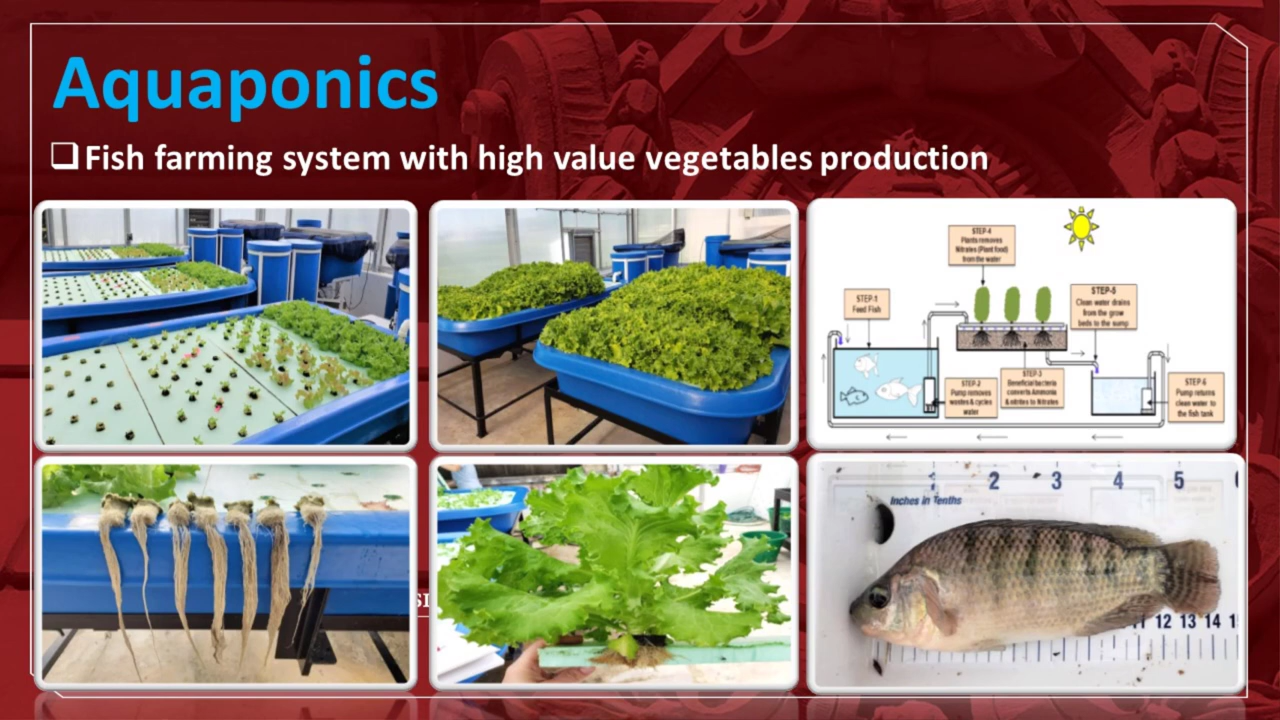 Aquaponics
❑Fish farming system with high value vegetables production
STEP-4
Plants removes
Nitrates (Plant food)
from the water
STEP-1
Feed Fish
STEP-5
Clean water drains
from the grow
beds to the sump
STEP-2
Pump removes
wastes & cycles
water
STEP-3
Beneficial bacteria
converts Ammonia
& nitrites to Nitrates
STEP-6
Pump returns
clean water to
the fish tank
SI
1 2 3 4 5
Inches in Tenths
11 12 13 14